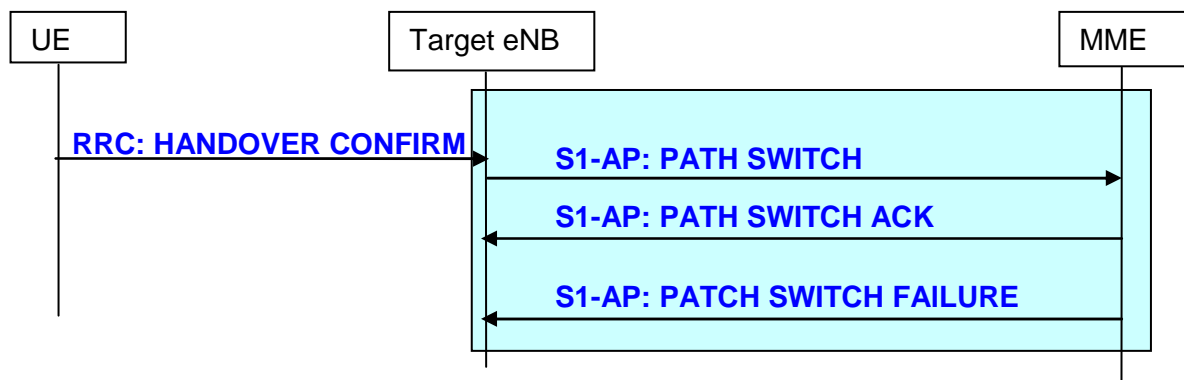 UE
Target eNB
MME
RRC: HANDOVER CONFIRM
S1-AP: PATH SWITCH
S1-AP: PATH SWITCH ACK
S1-AP: PATCH SWITCH FAILURE